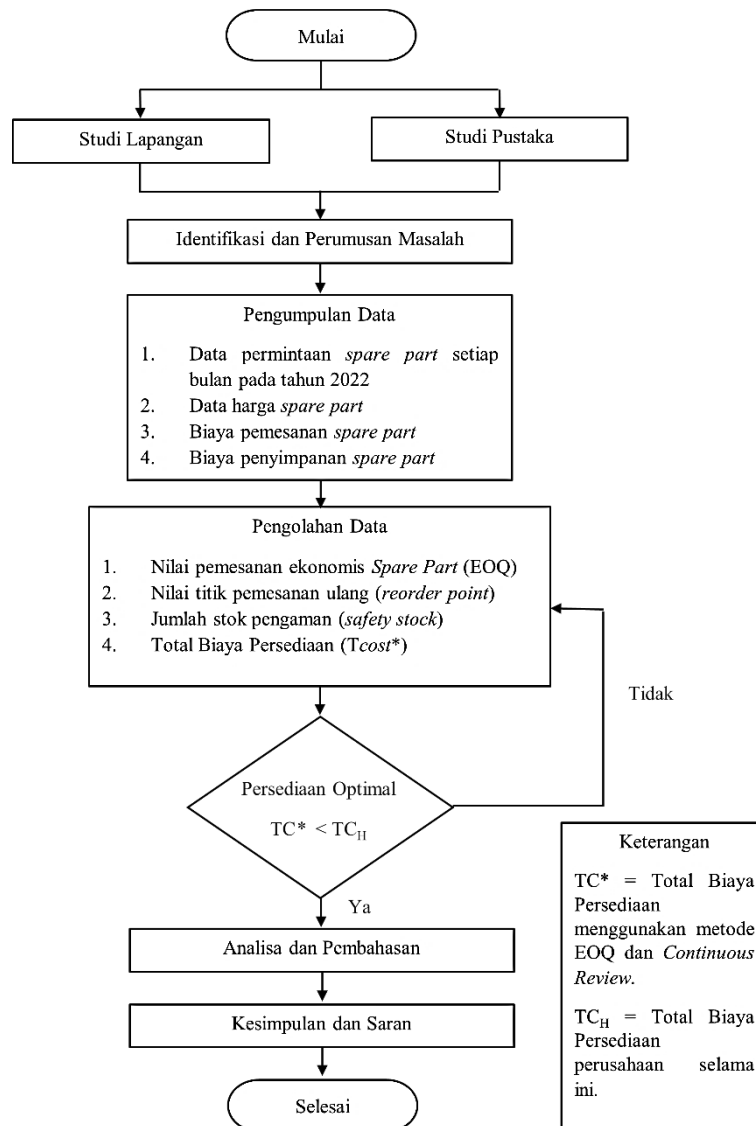 Mulai
Studi Lapangan
Studi Pustaka
Identifikasi dan Perumusan Masalah
Pengumpulan Data
1. Data permintaan spare part setiap
bulan pada tahun 2022
2. Data harga spare part
3. Biaya pemesanan spare part
4. Biaya penyimpanan spare part
Pengolahan Data
1. Nilai pemesanan ekonomis Spare Part (EOQ)
2. Nilai titik pemesanan ulang (reorder point)
3. Jumlah stok pengaman (safety stock)
4. Total Biaya Persediaan (Tcost*)
Tidak
Persediaan Optimal
TC* < TCH
Ya
Analisa dan Pembahasan
Kesimpulan dan Saran
Selesai
Keterangan
TC* = Total Biaya
Persediaan
menggunakan metode
EOQ dan Continuous
Review.
TCH = Total Biaya
Persediaan
perusahaan selama
ini.